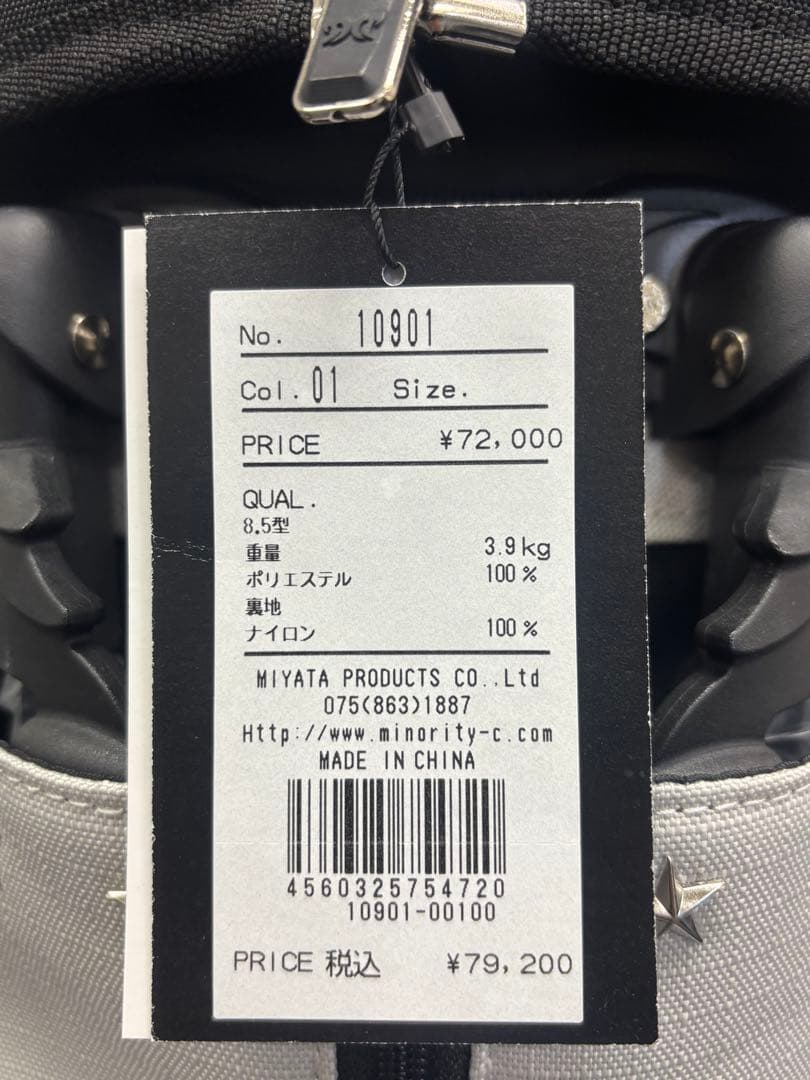 No. 10901
Col. 01 Size.
PRICE ¥72,000
QUAL.
8.5型
重量 3.9kg
ポリエステル 100%
裏地
ナイロン 100%
MIYATA PRODUCTS CO.,Ltd
075(863)1887
Http://www.minority-c.com
MADE IN CHINA
4560325754720
10901-00100
PRICE 税込 ¥79,200